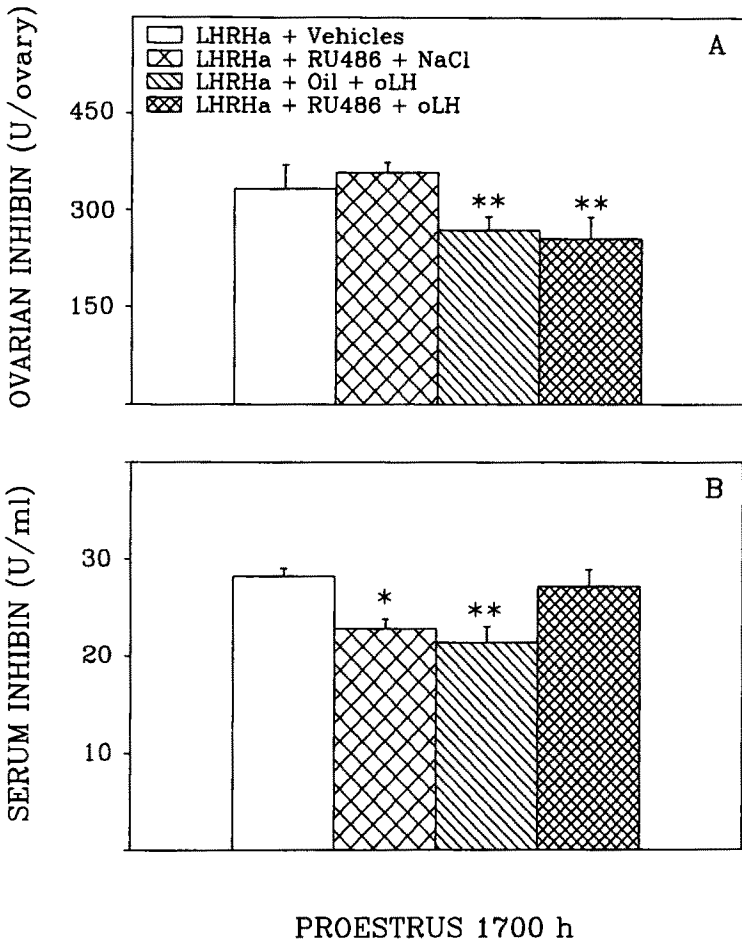 OVARIAN INHIBIN (U/ovary)
LHRHa + Vehicles
LHRHa + RU486 + NaCl
LHRHa + Oil + oLH
LHRHa + RU486 + oLH
A
450
300
150
**
**
SERUM INHIBIN (U/ml)
B
30
20
10
*
**
PROESTRUS 1700 h